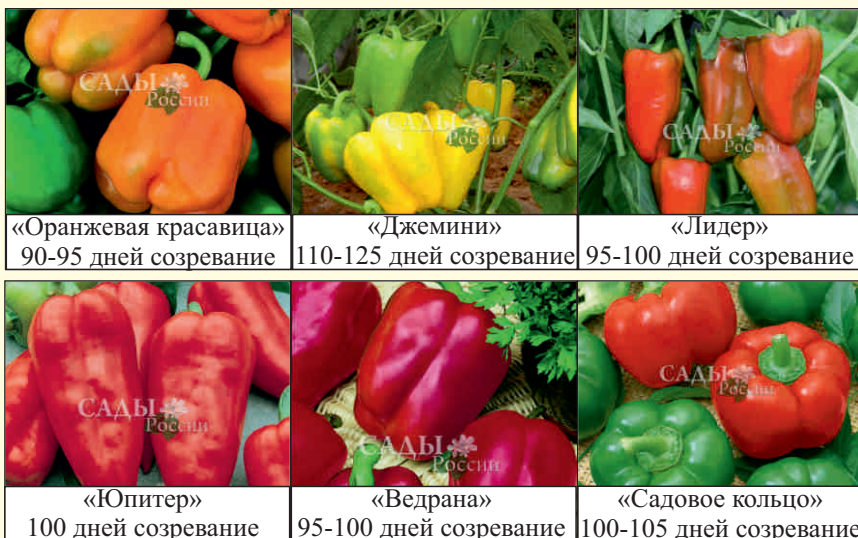 САДЫ
России
САДЫ
России
САДЫ
России
«Оранжевая красавица»
90-95 дней созревание
«Джемини»
110-125 дней созревание
«Лидер»
95-100 дней созревание
САДЫ
России
САДЫ
России
САДЫ
России
«Юпитер»
100 дней созревание
«Ведрана»
95-100 дней созревание
«Садовое кольцо»
100-105 дней созревание